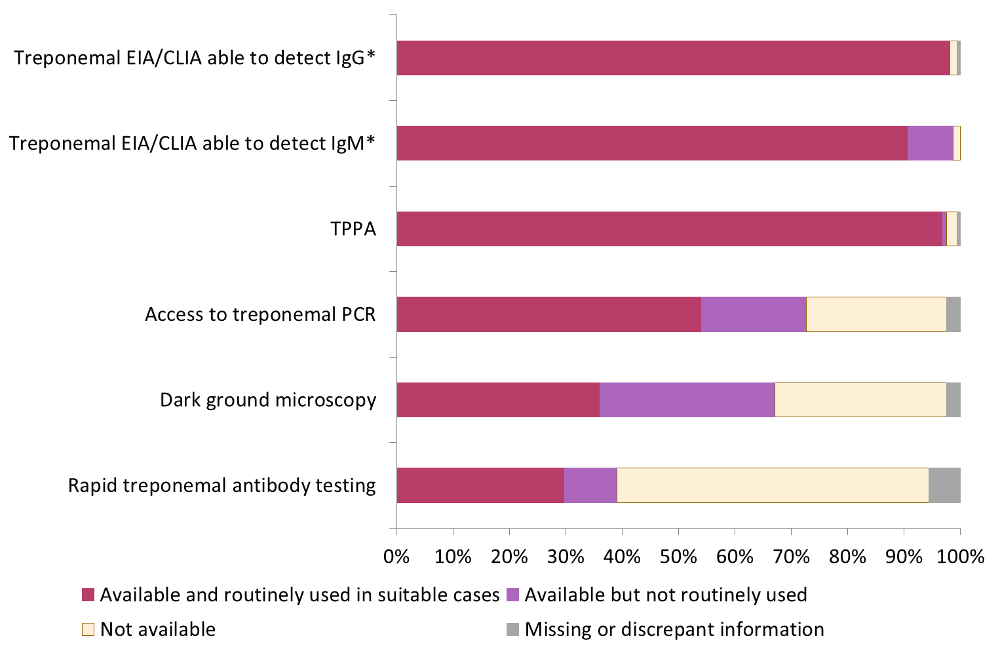 Treponemal EIA/CLIA able to detect IgG*
Treponemal EIA/CLIA able to detect IgM*
TPPA
Access to treponemal PCR
Dark ground microscopy
Rapid treponemal antibody testing
0% 10% 20% 30% 40% 50% 60% 70% 80% 90% 100%
Available and routinely used in suitable cases Available but not routinely used
Not available Missing or discrepant information